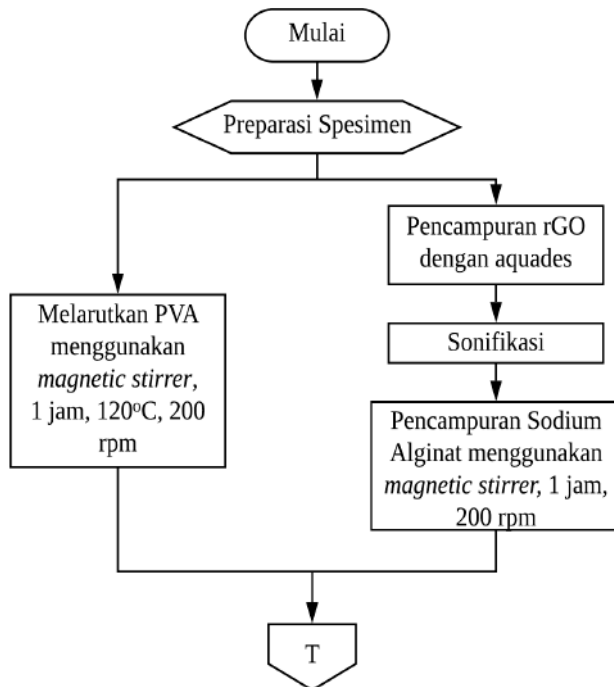 Mulai
Preparasi Spesimen
Melarutkan PVA
menggunakan
magnetic stirrer,
1 jam, 120°C, 200
rpm
Pencampuran rGO
dengan aquades
Sonifikasi
Pencampuran Sodium
Alginat menggunakan
magnetic stirrer, 1 jam,
200 rpm
T